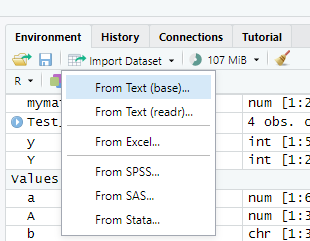 Environment History Connections Tutorial
Import Dataset 107 MiB
R
From Text (base)...
From Text (readr)...
From Excel...
From SPSS...
From SAS...
From Stata...
mymat num [1:2
Test_ 4 obs. o
y int [1:5
Y int [1:2
Values
a num [1:6
A num [1:3
b chr [1:3